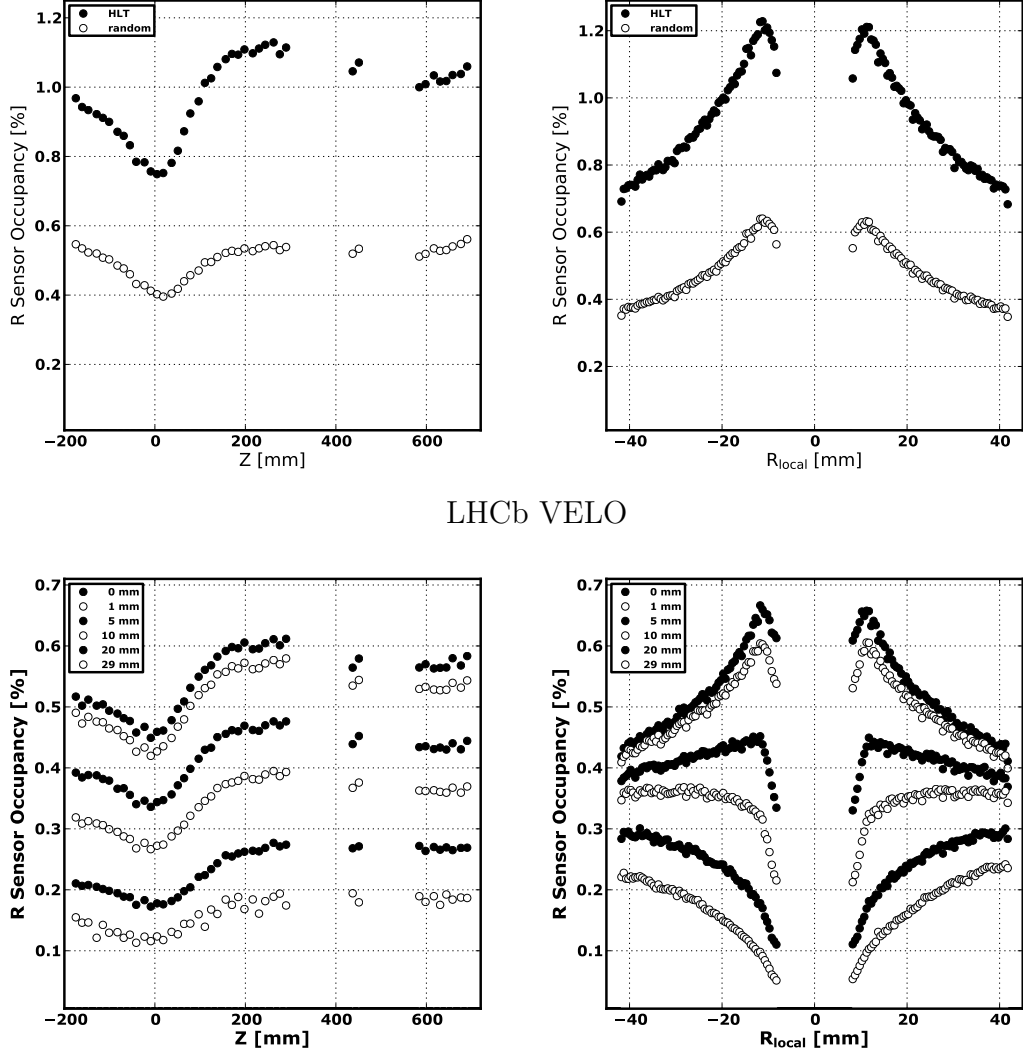 HLT
random
1.2
1.0
0.8
0.6
0.4
0.2
R Sensor Occupancy [%]
−200 0 200 400 600
Z [mm]
HLT
random
1.2
1.0
0.8
0.6
0.4
0.2
R Sensor Occupancy [%]
−40 −20 0 20 40
R_local [mm]
LHCb VELO
0 mm
1 mm
5 mm
10 mm
20 mm
29 mm
0.7
0.6
0.5
0.4
0.3
0.2
0.1
R Sensor Occupancy [%]
−200 0 200 400 600
Z [mm]
0 mm
1 mm
5 mm
10 mm
20 mm
29 mm
0.7
0.6
0.5
0.4
0.3
0.2
0.1
R Sensor Occupancy [%]
−40 −20 0 20 40
R_local [mm]